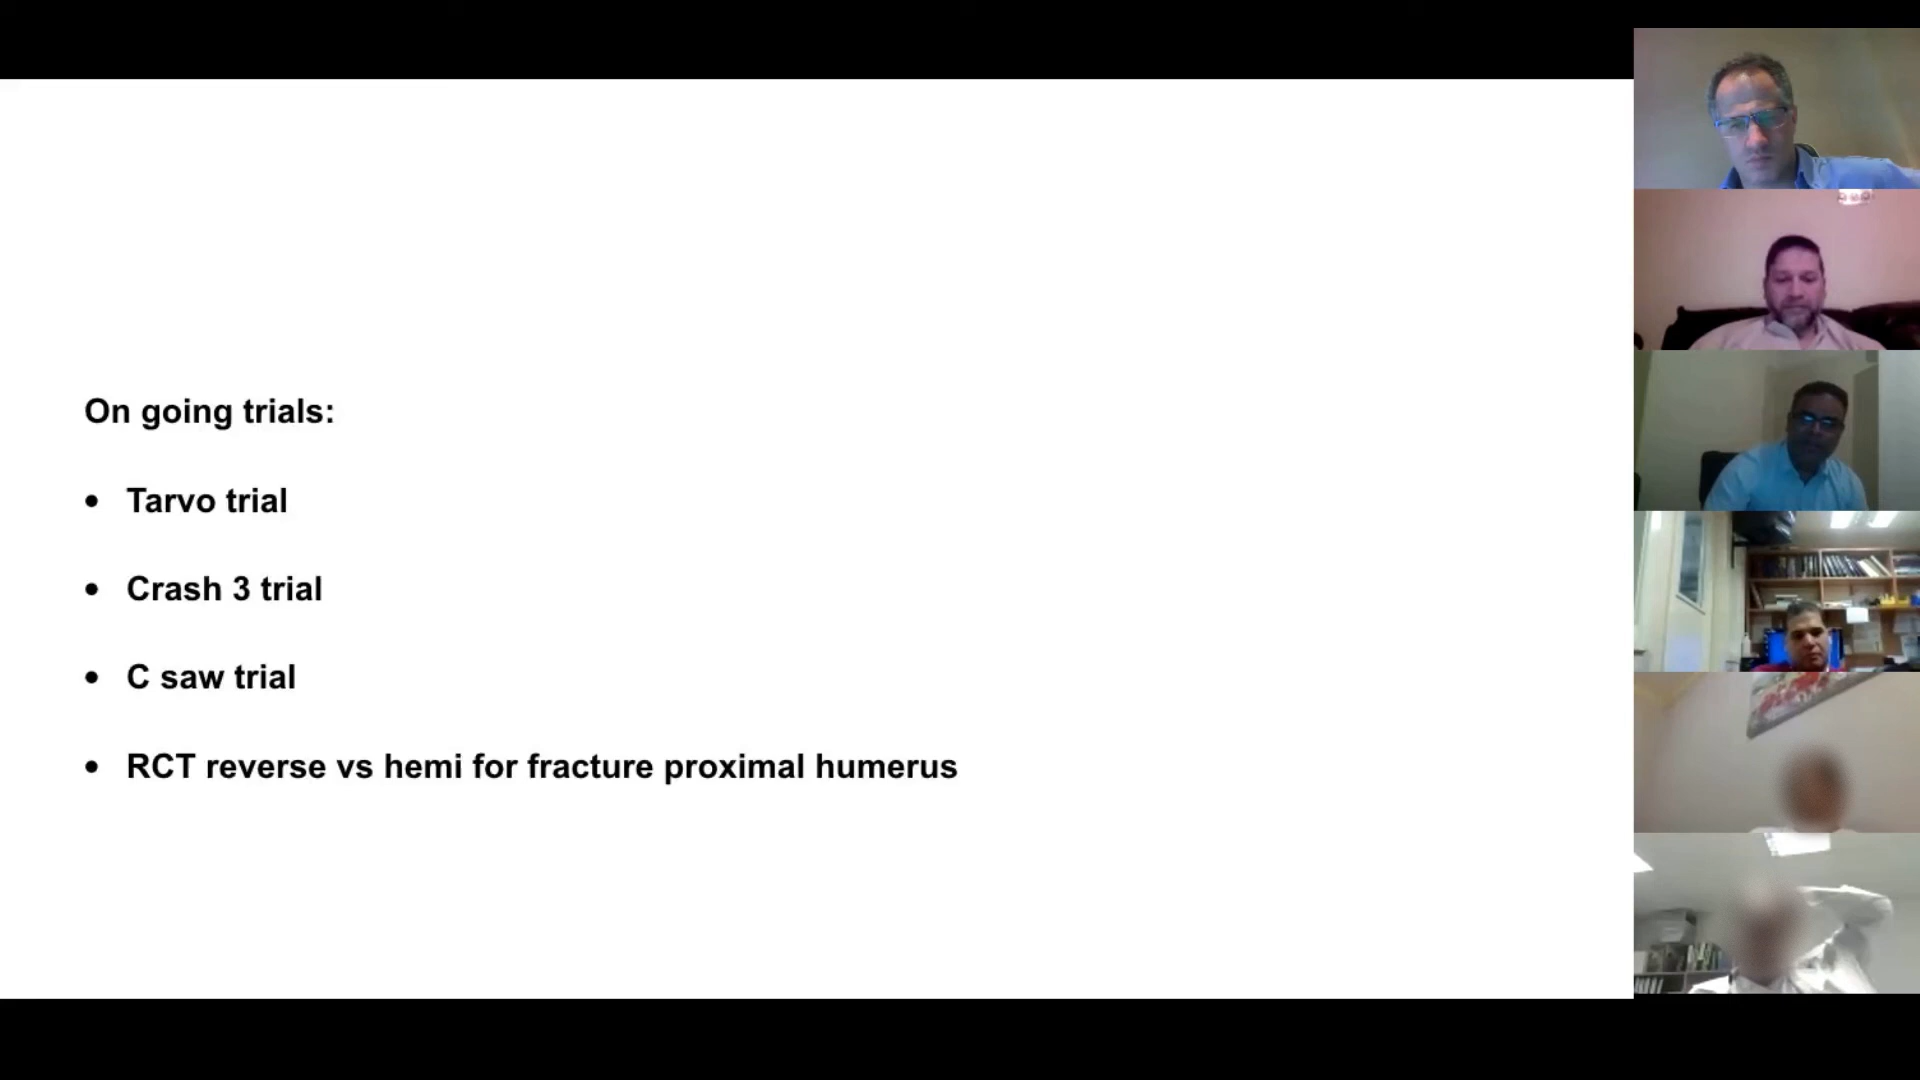 On going trials:
• Tarvo trial
• Crash 3 trial
• C saw trial
• RCT reverse vs hemi for fracture proximal humerus